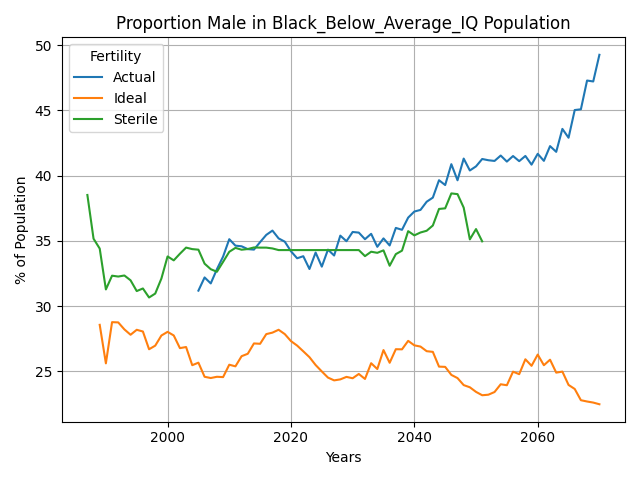 Proportion Male in Black_Below_Average_IQ Population
50
45
40
35
30
25
% of Population
Fertility
Actual
Ideal
Sterile
2000
2020
2040
2060
Years